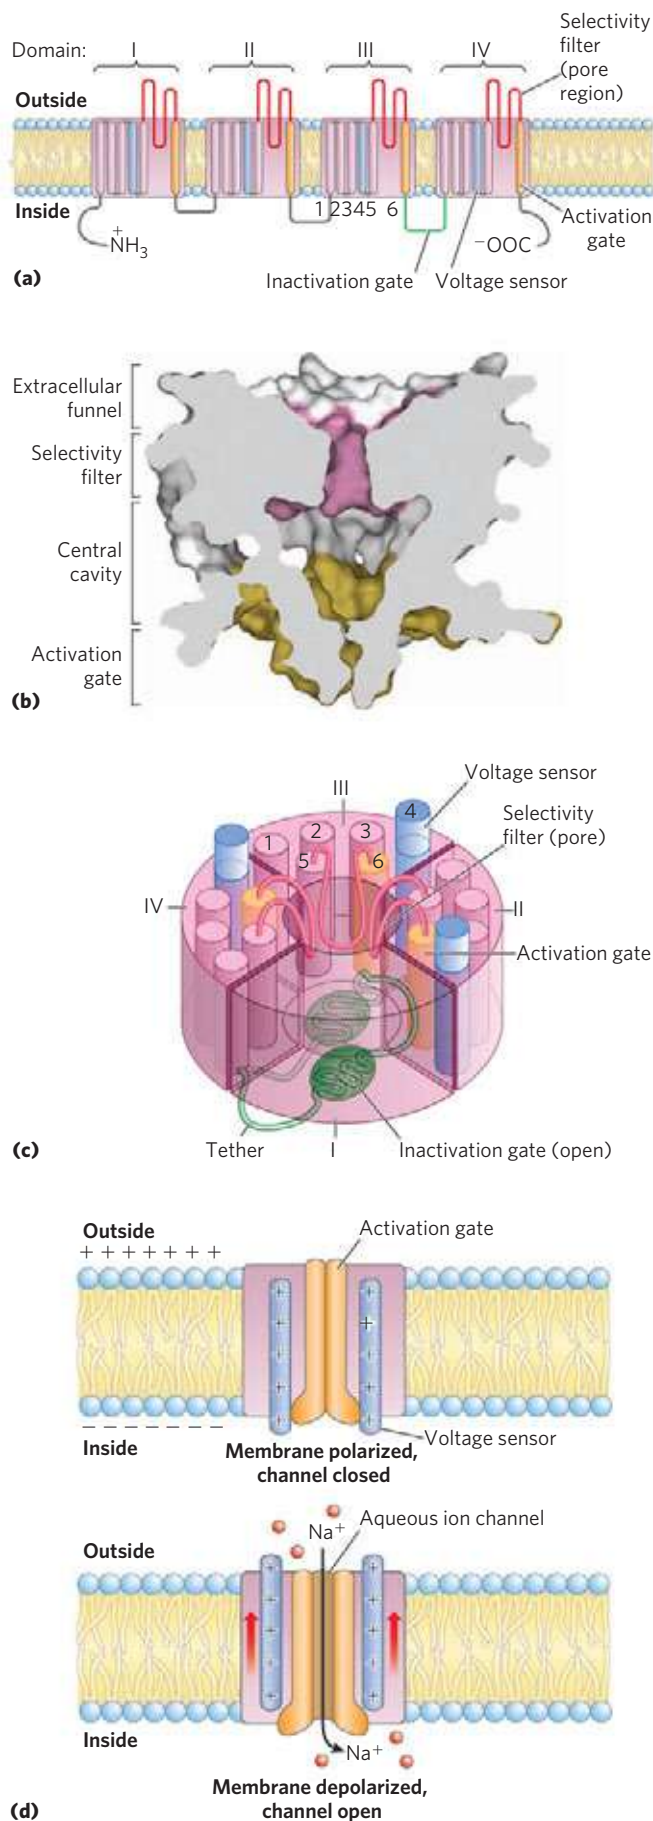 Domain: I II III IV
Selectivity
filter
(pore
region)
Outside
Inside
1 2345 6
+
NH3
−OOC
Activation
gate
Inactivation gate
Voltage sensor
(a)
Extracellular
funnel
Selectivity
filter
Central
cavity
Activation
gate
(b)
Voltage sensor
III
4
Selectivity
filter (pore)
1 2 3
5 6
IV
II
Activation gate
Tether
I
Inactivation gate (open)
(c)
Outside
+ + + + + + +
Activation gate
+ +
+ +
+ +
+ +
+ +
− − − − − − −
Inside
Voltage sensor
Membrane polarized,
channel closed
Na+
Aqueous ion channel
Outside
+ +
+ +
+ +
+ +
+ +
Inside
Na+
Membrane depolarized,
channel open
(d)